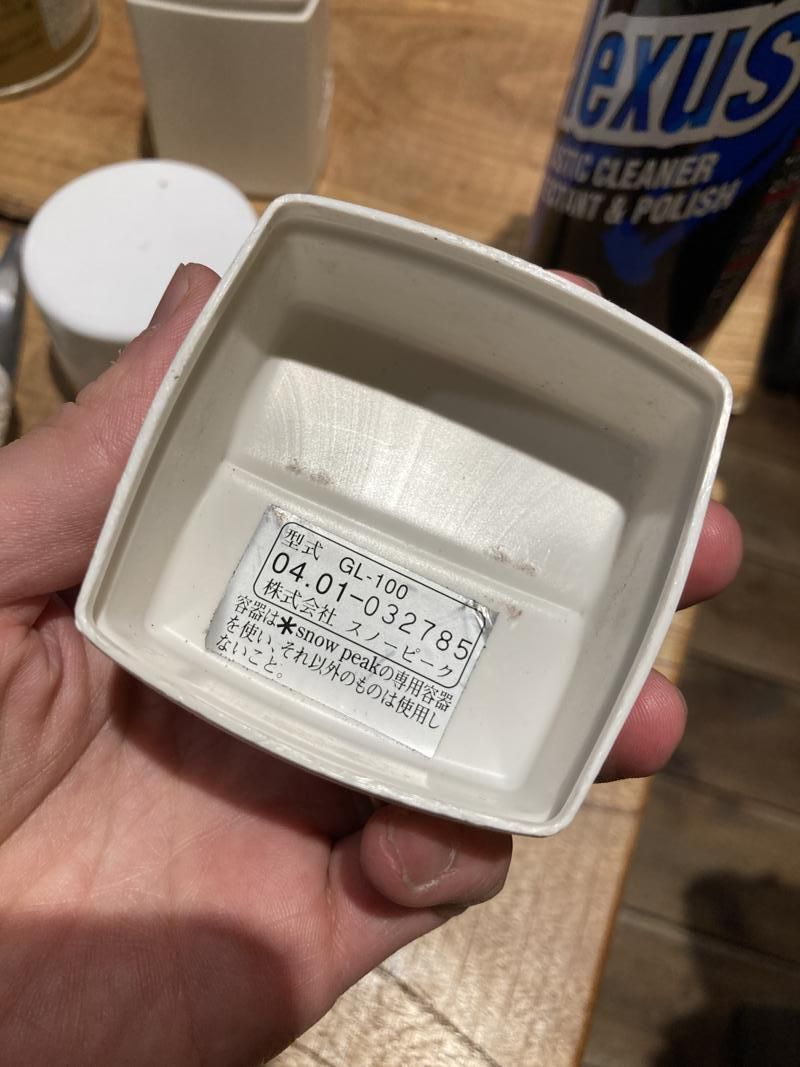 lexus
STIC CLEANER
CTANT & POLISH
型式 GL-100
04.01-032785
株式会社 スノーピーク
容器は*snow peakの専用容器
を使い、それ以外のものは使用し
ないこと。